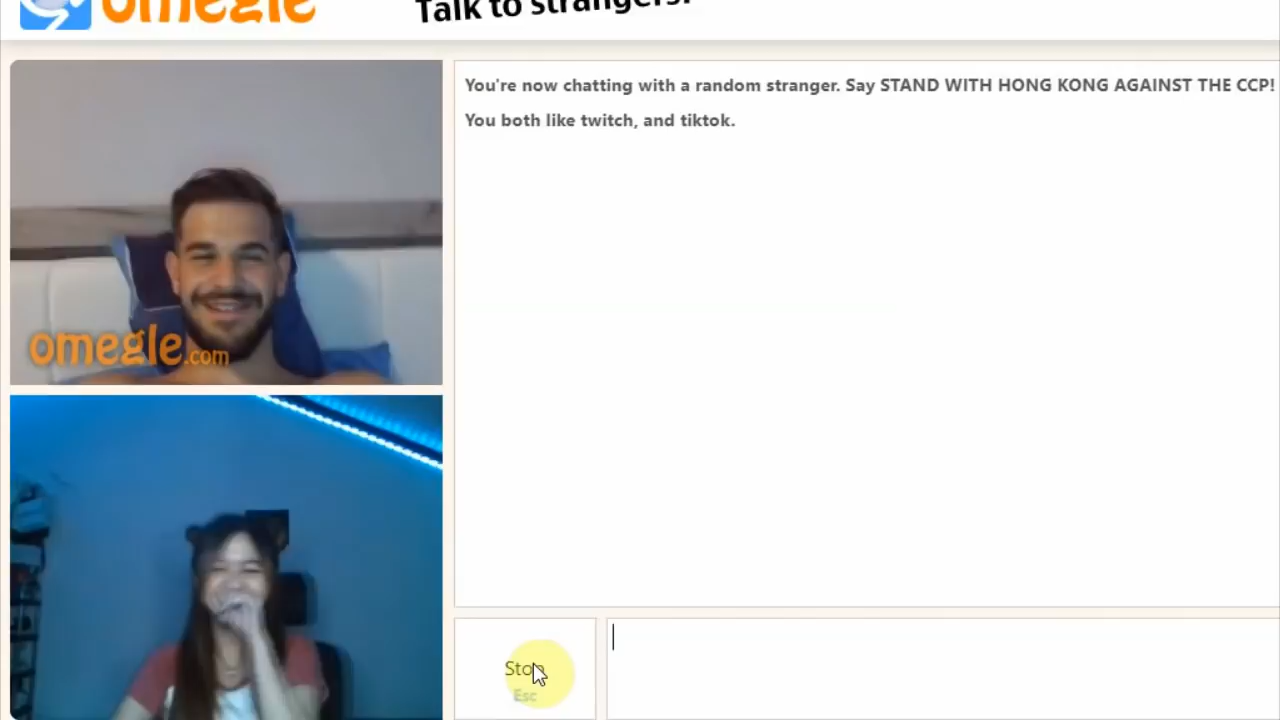 omegle
Talk to strangers!
You're now chatting with a random stranger. Say STAND WITH HONG KONG AGAINST THE CCP!
You both like twitch, and tiktok.
omegle.com
Stop
Esc